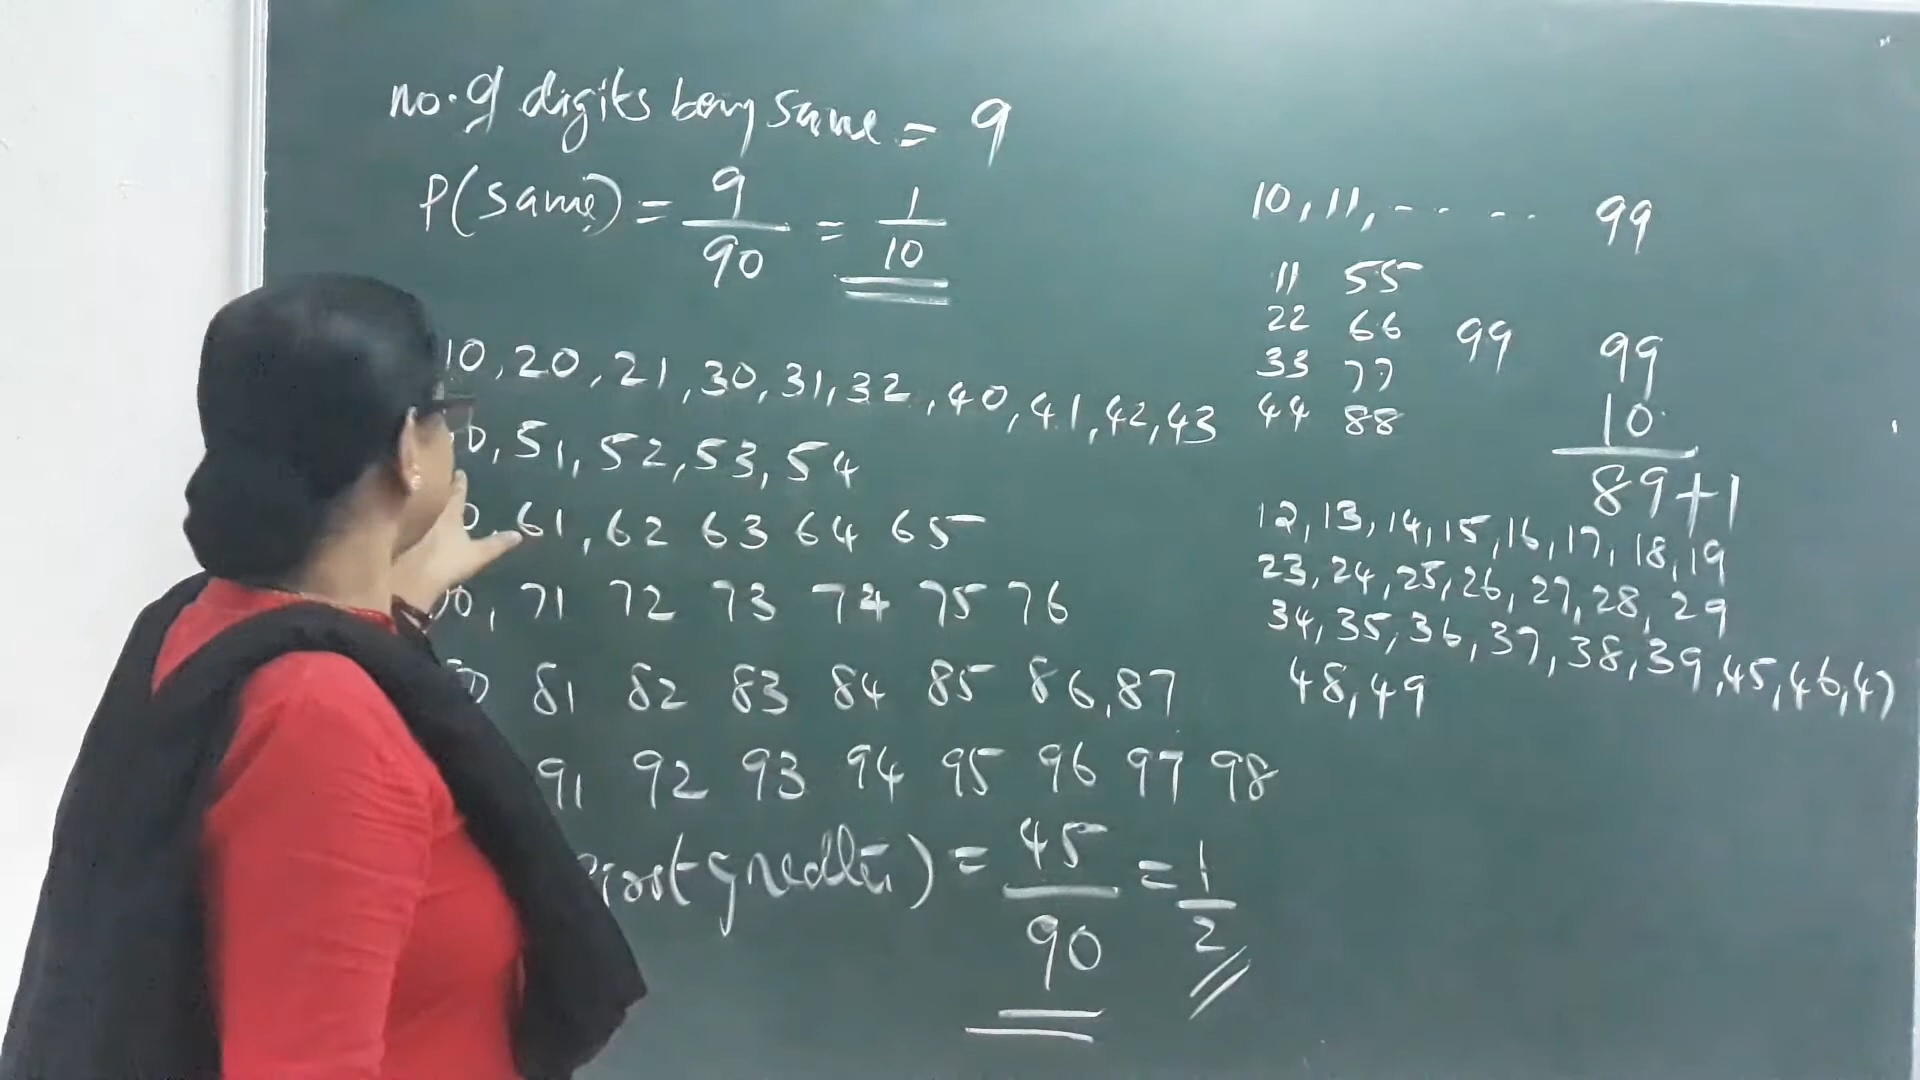 no. of digits being same = 9
P(same) = 9/90 = 1/10
10, 20, 21, 30, 31, 32, 40, 41, 42, 43
0, 51, 52, 53, 54
0, 61, 62 63 64 65
0, 71 72 73 74 75 76
81 82 83 84 85 86, 87
91 92 93 94 95 96 97 98
first greater) = 45/90 = 1/2
10, 11, - - - - 99
11 55
22 66 99
33 77
44 88
99
10
89+1
12, 13, 14, 15, 16, 17, 18, 19
23, 24, 25, 26, 27, 28, 29
34, 35, 36, 37, 38, 39, 45, 46, 47
48, 49